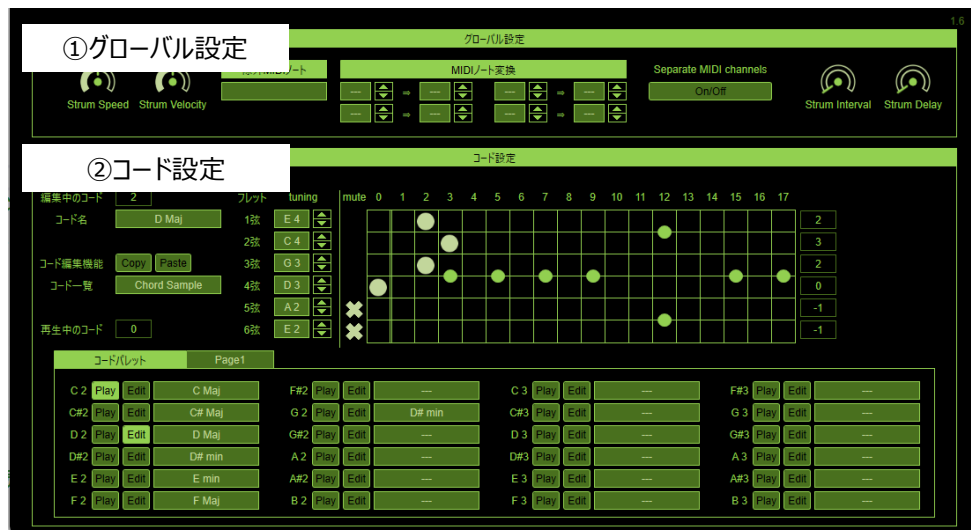 1.6
①グローバル設定
グローバル設定
MIDIノート
MIDIノート変換
Separate MIDI channels
--- ⇒ --- --- ⇒ ---
On/Off
Strum Speed Strum Velocity
Strum Interval Strum Delay
--- ⇒ --- --- ⇒ ---
②コード設定
コード設定
編集中のコード 2 フレット tuning mute 0 1 2 3 4 5 6 7 8 9 10 11 12 13 14 15 16 17
コード名 D Maj 1弦 E 4 2
2弦 C 4 3
コード編集機能 Copy Paste 3弦 G 3 2
コード一覧 Chord Sample 4弦 D 3 0
5弦 A 2 -1
再生中のコード 0 6弦 E 2 -1
コードパレット Page1
C 2 Play Edit C Maj F#2 Play Edit --- C 3 Play Edit --- F#3 Play Edit ---
C#2 Play Edit C# Maj G 2 Play Edit D# min C#3 Play Edit --- G 3 Play Edit ---
D 2 Play Edit D Maj G#2 Play Edit --- D 3 Play Edit --- G#3 Play Edit ---
D#2 Play Edit D# min A 2 Play Edit --- D#3 Play Edit --- A 3 Play Edit ---
E 2 Play Edit E min A#2 Play Edit --- E 3 Play Edit --- A#3 Play Edit ---
F 2 Play Edit F Maj B 2 Play Edit --- F 3 Play Edit --- B 3 Play Edit ---